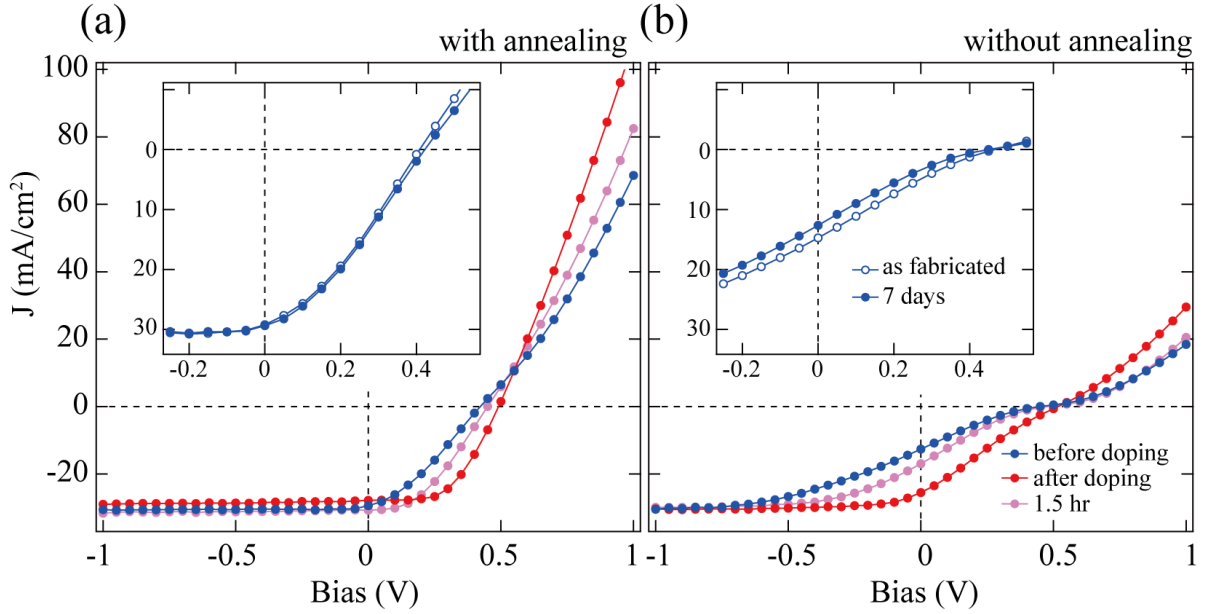 (a)
with annealing
(b)
without annealing
J (mA/cm²)
100
80
60
40
20
0
-20
-1
-0.5
0
0.5
1
Bias (V)
0
10
20
30
-0.2
0
0.2
0.4
-1
-0.5
0
0.5
1
Bias (V)
0
10
20
30
-0.2
0
0.2
0.4
as fabricated
7 days
before doping
after doping
1.5 hr